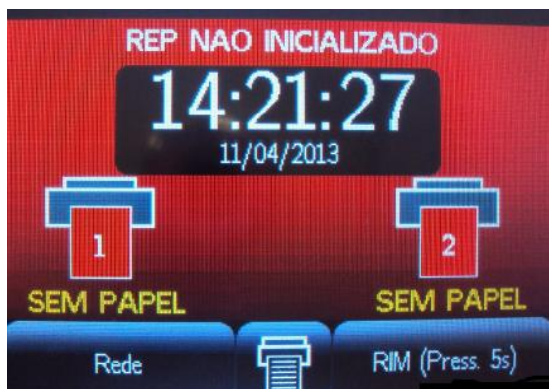 REP NAO INICIALIZADO
14:21:27
11/04/2013
1
2
SEM PAPEL
SEM PAPEL
Rede
RIM (Press. 5s)